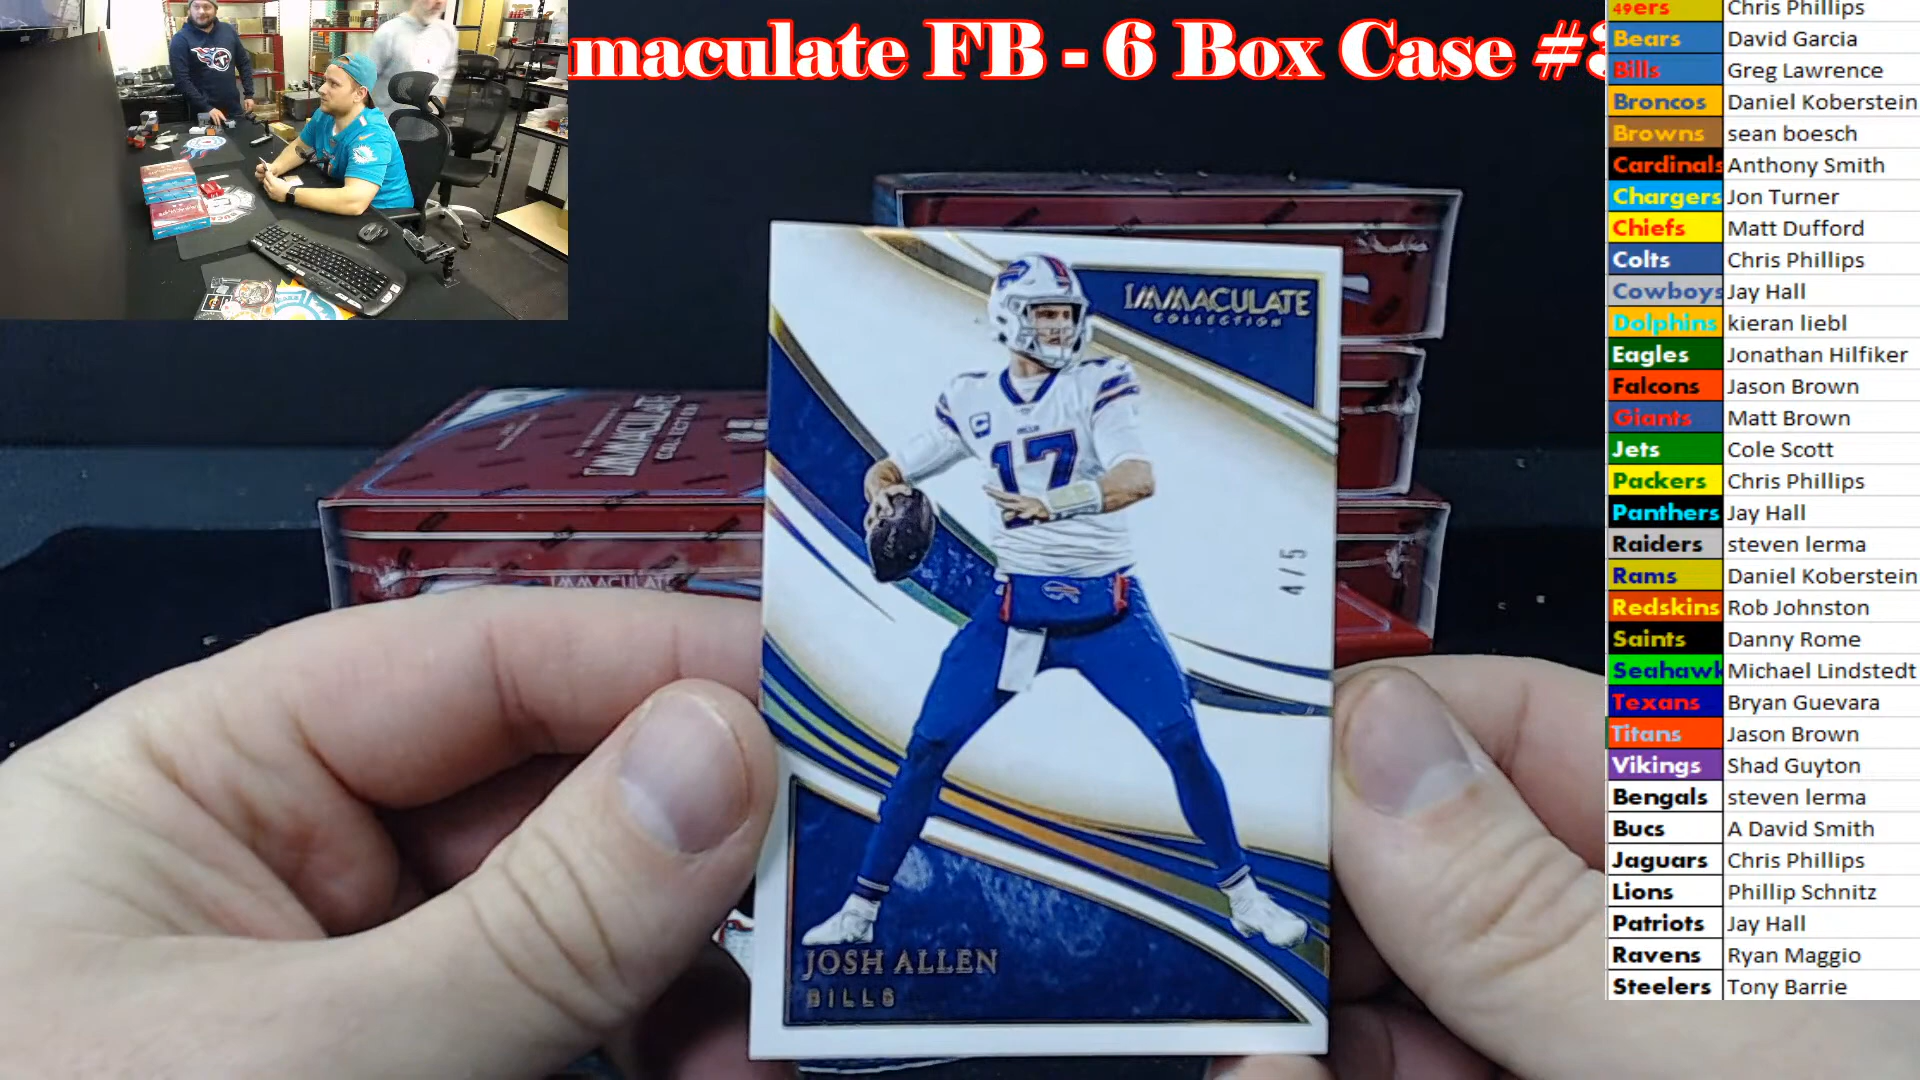 maculate FB - 6 Box Case #3
49ers Chris Phillips
Bears David Garcia
Bills Greg Lawrence
Broncos Daniel Koberstein
Browns sean boesch
Cardinals Anthony Smith
Chargers Jon Turner
Chiefs Matt Dufford
Colts Chris Phillips
Cowboys Jay Hall
Dolphins kieran liebl
Eagles Jonathan Hilfiker
Falcons Jason Brown
Giants Matt Brown
Jets Cole Scott
Packers Chris Phillips
Panthers Jay Hall
Raiders steven lerma
Rams Daniel Koberstein
Redskins Rob Johnston
Saints Danny Rome
Seahawk Michael Lindstedt
Texans Bryan Guevara
Titans Jason Brown
Vikings Shad Guyton
Bengals steven lerma
Bucs A David Smith
Jaguars Chris Phillips
Lions Phillip Schnitz
Patriots Jay Hall
Ravens Ryan Maggio
Steelers Tony Barrie
IMMACULATE
COLLECTION
C
BILLS
17
4/5
JOSH ALLEN
BILLS
IMMACULATE
COLLECTION
IMMACULATE